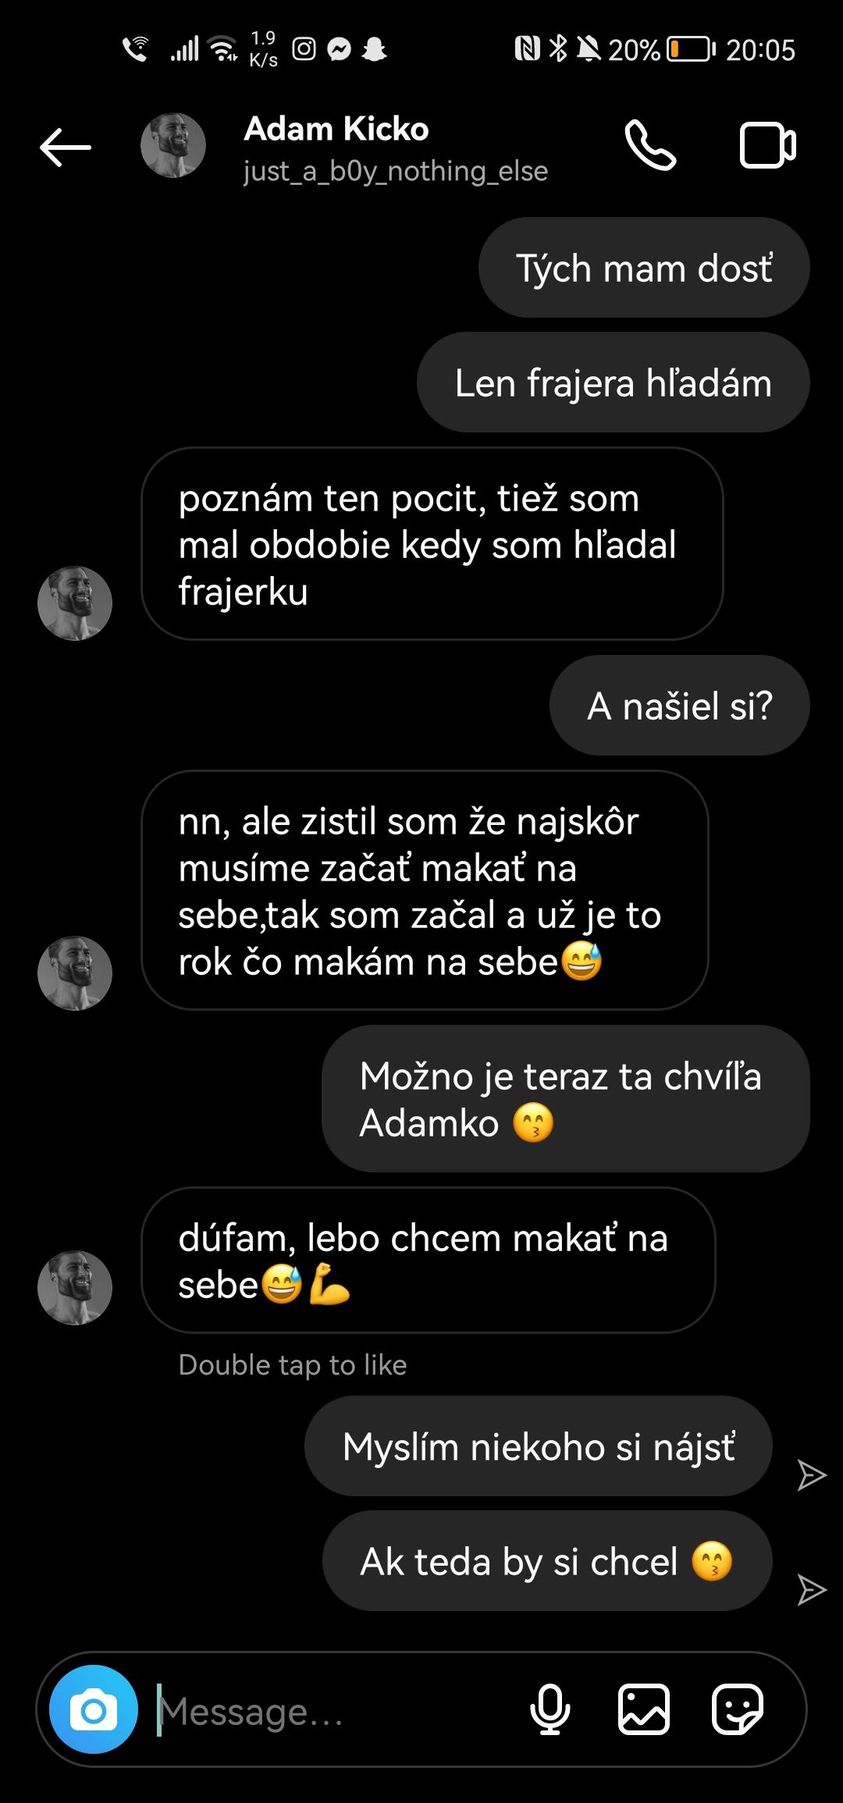 1.9
K/s
20%
20:05
Adam Kicko
just_a_b0y_nothing_else
Tých mam dosť
Len frajera hľadám
poznám ten pocit, tiež som
mal obdobie kedy som hľadal
frajerku
A našiel si?
nn, ale zistil som že najskôr
musíme začať makať na
sebe,tak som začal a už je to
rok čo makám na sebe😅
Možno je teraz ta chvíľa
Adamko 😙
dúfam, lebo chcem makať na
sebe😅💪
Double tap to like
Myslím niekoho si nájsť
Ak teda by si chcel 😙
Message...